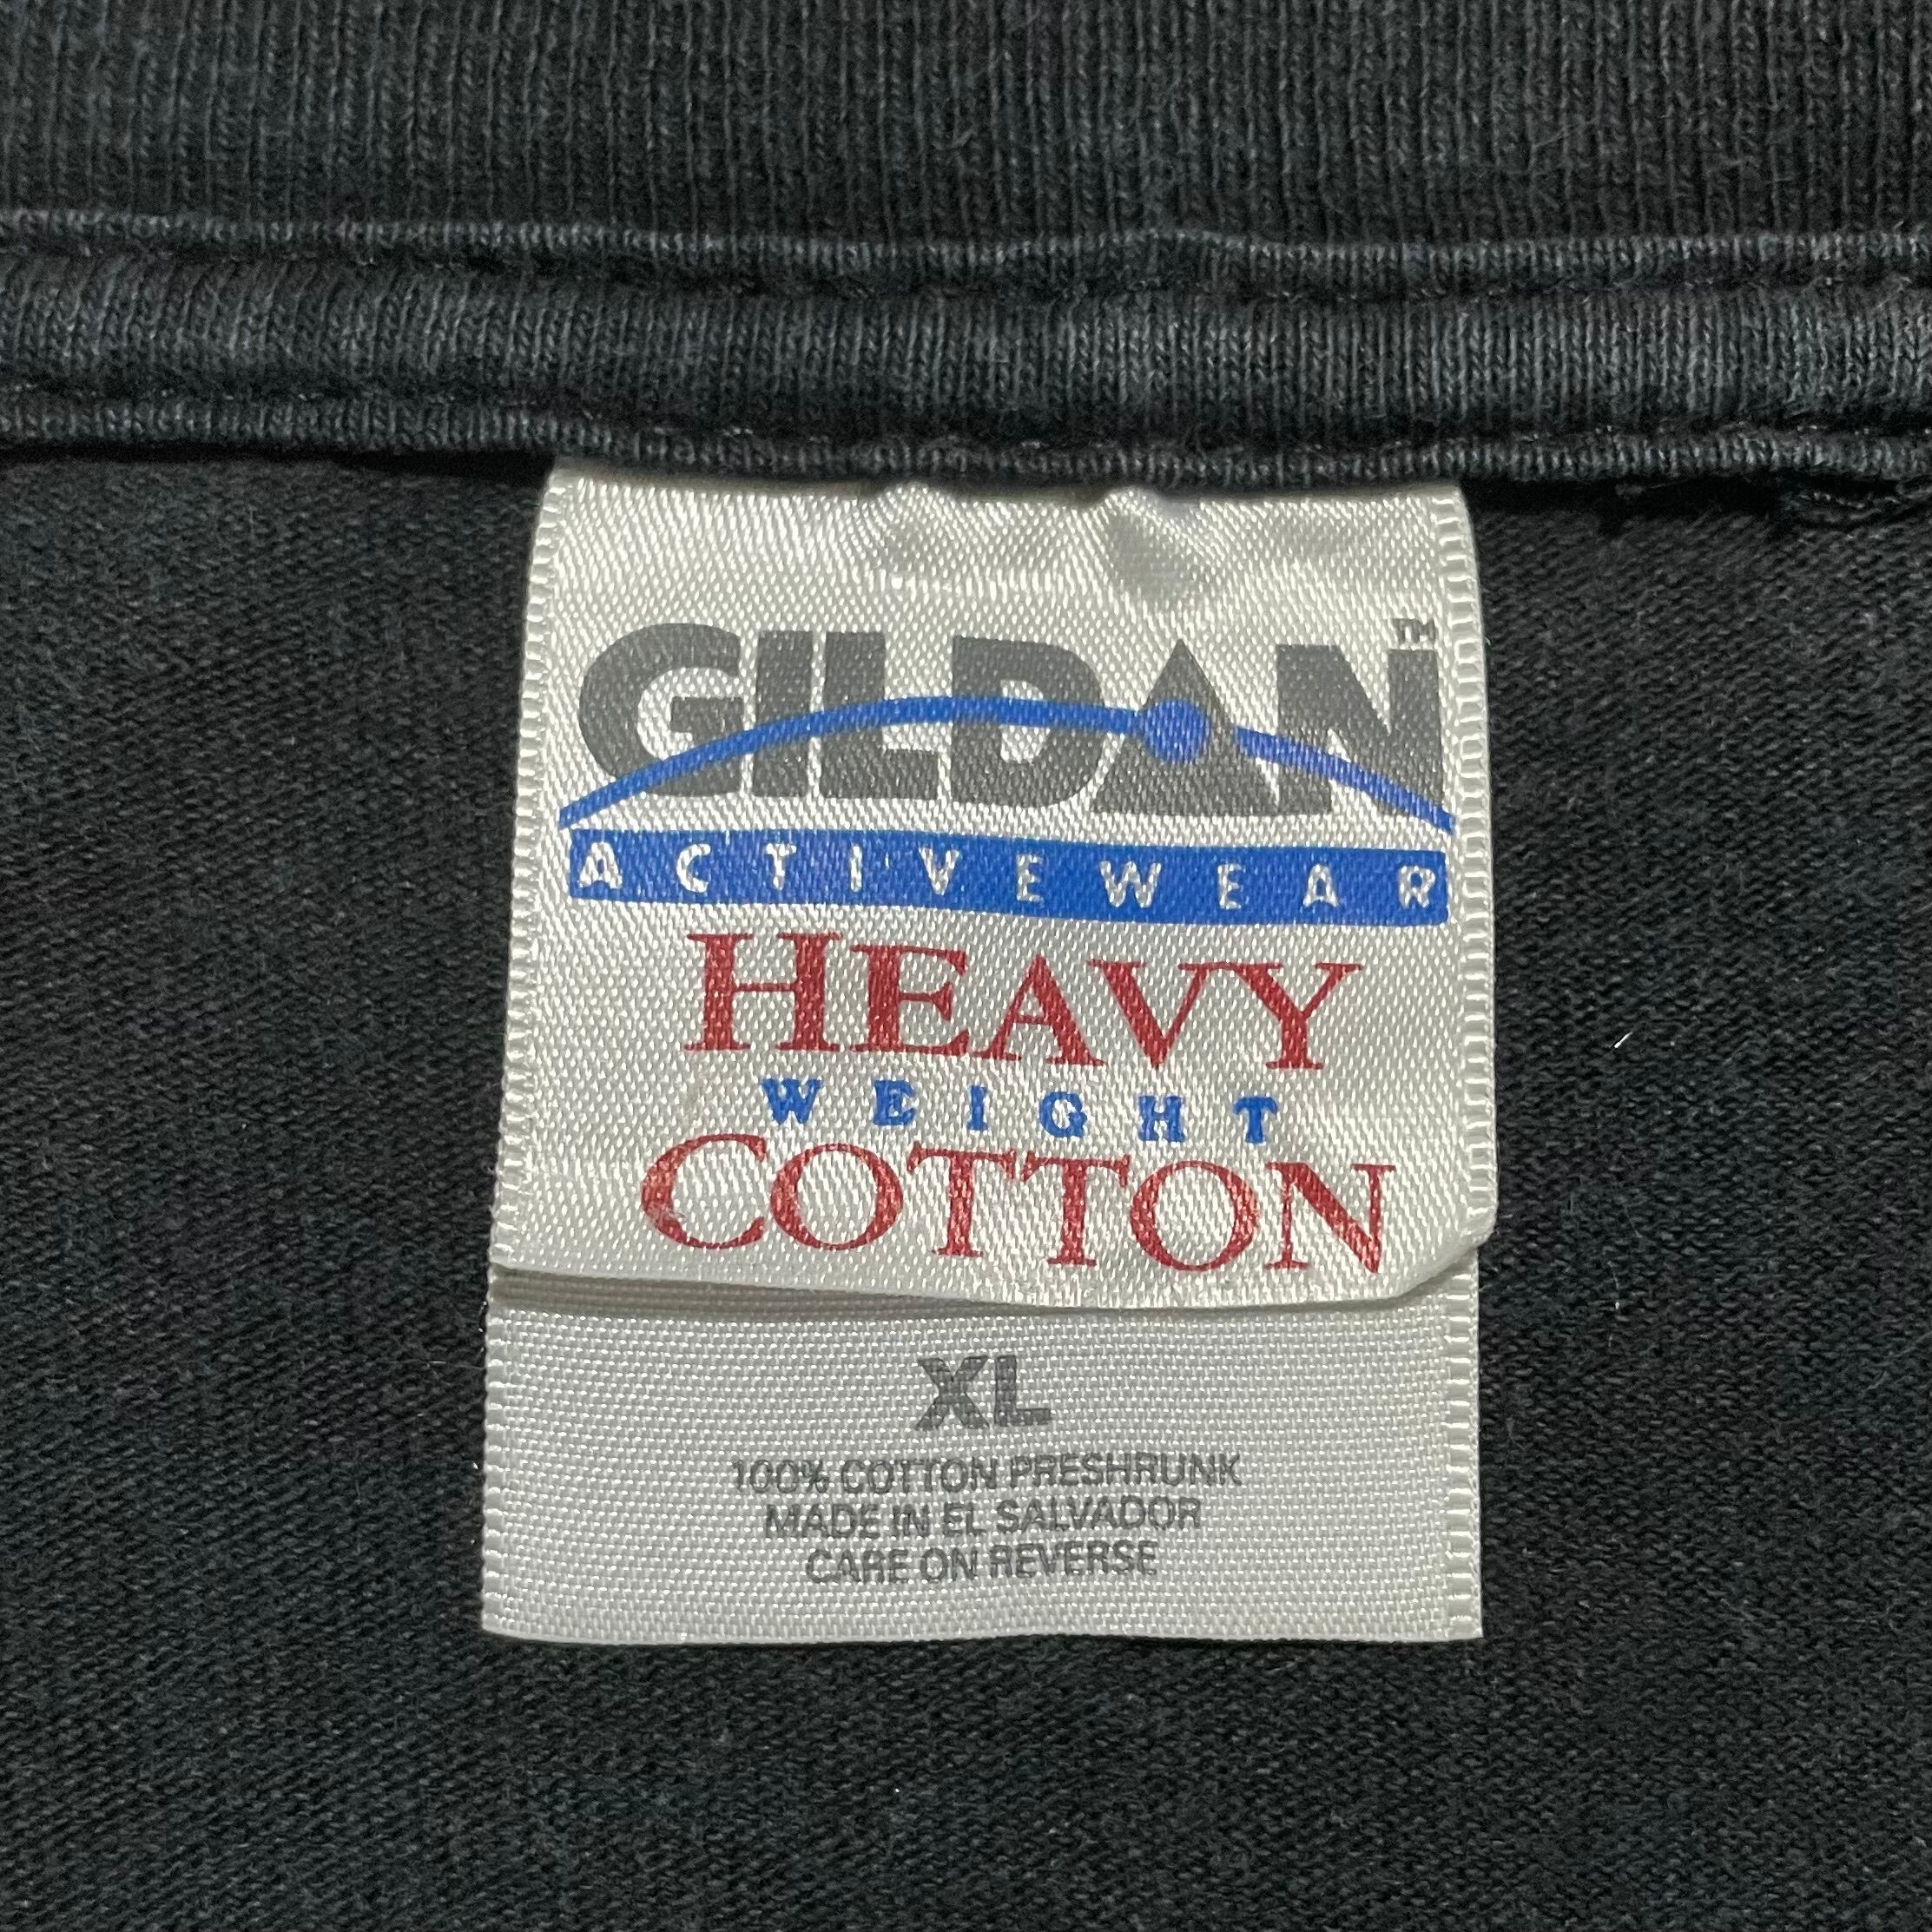 GILDAN™
ACTIVEWEAR
HEAVY
WEIGHT
COTTON
XL
100% COTTON PRESHRUNK
MADE IN EL SALVADOR
CARE ON REVERSE